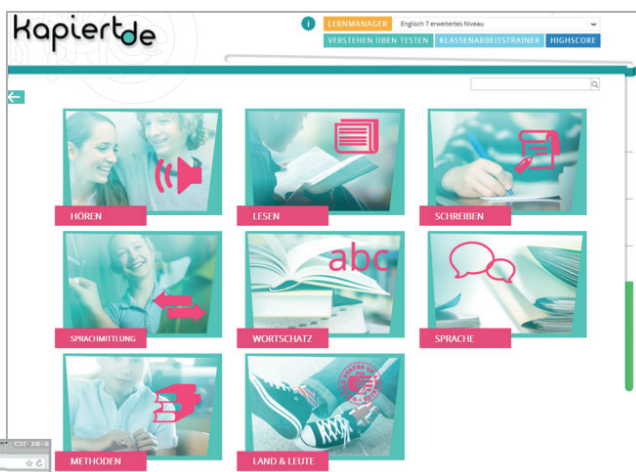 Kapiert.de
i LERNMANAGER Englisch 7 erweitertes Niveau
VERSTEHEN ÜBEN TESTEN KLASSENARBEITSTRAINER HIGHSCORE
HÖREN
LESEN
SCHREIBEN
abc
SPRACHMITTLUNG
WORTSCHATZ
SPRACHE
METHODEN
LAND & LEUTE